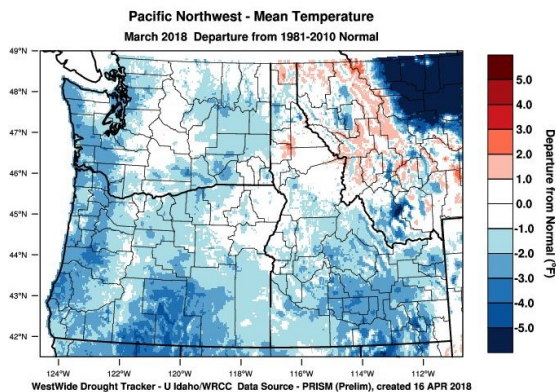 Pacific Northwest - Mean Temperature
March 2018 Departure from 1981-2010 Normal
49°N
48°N
47°N
46°N
45°N
44°N
43°N
42°N
124°W
122°W
120°W
118°W
116°W
114°W
112°W
5.0
4.0
3.0
2.0
1.0
0.0
-1.0
-2.0
-3.0
-4.0
-5.0
Departure from Normal (°F)
WestWide Drought Tracker - U Idaho/WRCC Data Source - PRISM (Prelim), created 16 APR 2018